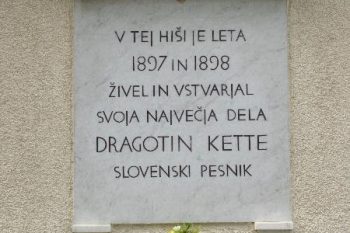 V TEJ HIŠI JE LETA
1897 IN 1898
ŽIVEL IN VSTVARJAL
SVOJA NAJVEČJA DELA
DRAGOTIN KETTE
SLOVENSKI PESNIK